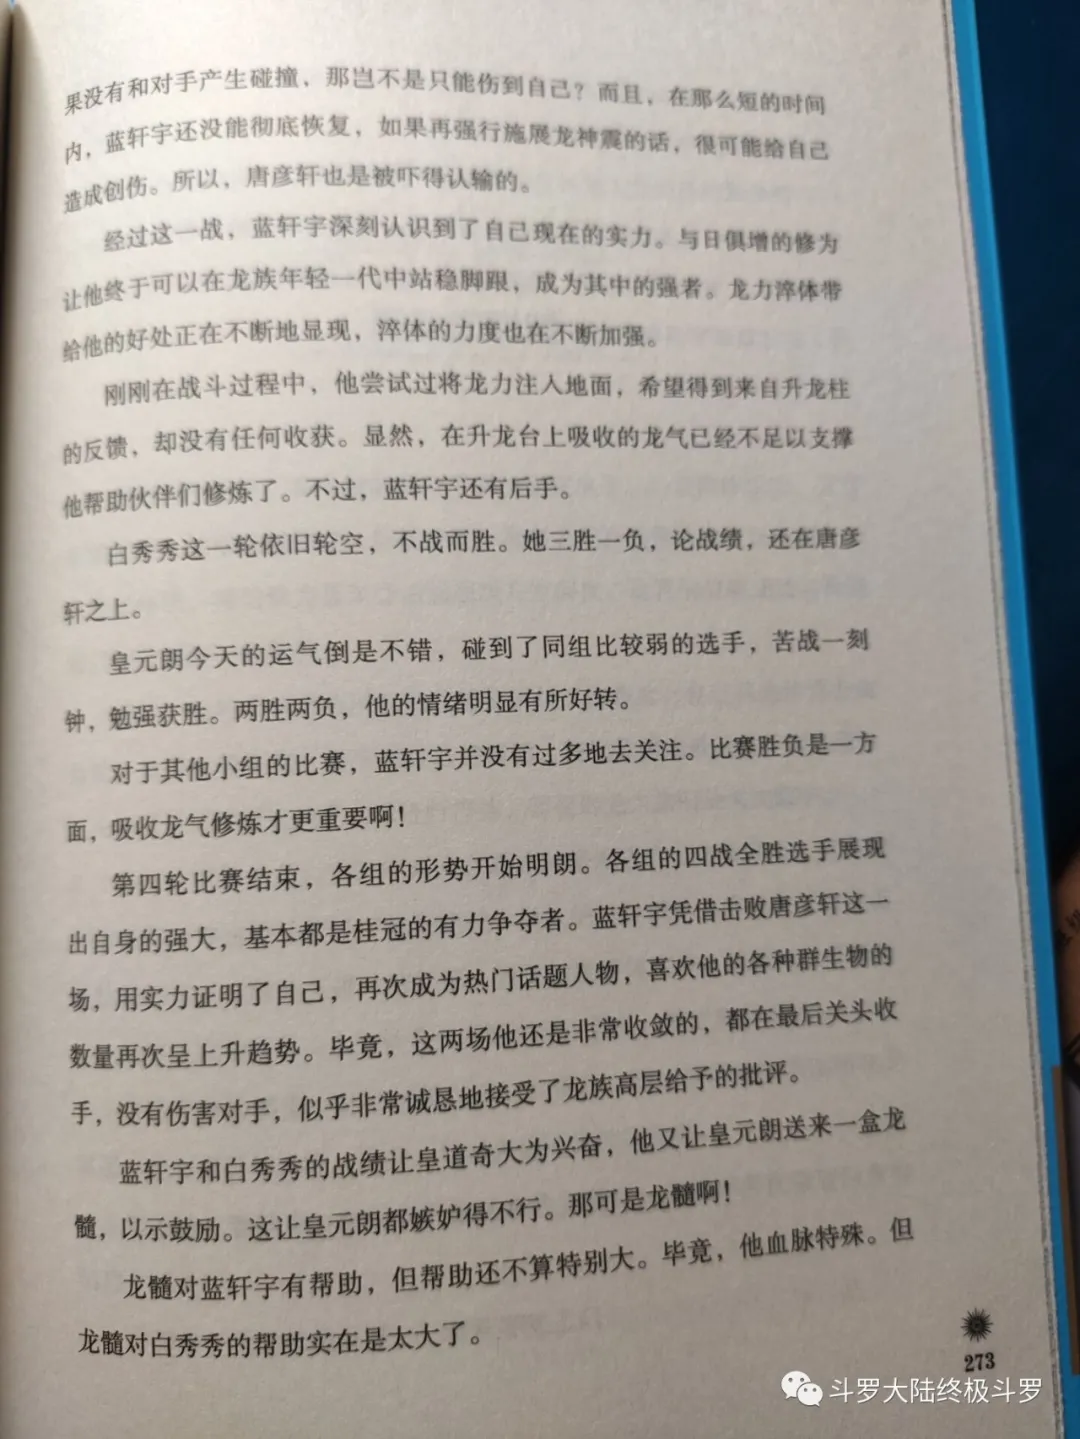 果没有和对手产生碰撞，那岂不是只能伤到自己？而且，在那么短的时间
内，蓝轩宇还没能彻底恢复，如果再强行施展龙神震的话，很可能给自己
造成创伤。所以，唐彦轩也是被吓得认输的。
经过这一战，蓝轩宇深刻认识到了自己现在的实力。与日俱增的修为
让他终于可以在龙族年轻一代中站稳脚跟，成为其中的强者。龙力淬体带
给他的好处正在不断地显现，淬体的力度也在不断加强。
刚刚在战斗过程中，他尝试过将龙力注入地面，希望得到来自升龙柱
的反馈，却没有任何收获。显然，在升龙台上吸收的龙气已经不足以支撑
他帮助伙伴们修炼了。不过，蓝轩宇还有后手。
白秀秀这一轮依旧轮空，不战而胜。她三胜一负，论战绩，还在唐彦
轩之上。
皇元朗今天的运气倒是不错，碰到了同组比较弱的选手，苦战一刻
钟，勉强获胜。两胜两负，他的情绪明显有所好转。
对于其他小组的比赛，蓝轩宇并没有过多地去关注。比赛胜负是一方
面，吸收龙气修炼才更重要啊！
第四轮比赛结束，各组的形势开始明朗。各组的四战全胜选手展现
出自身的强大，基本都是桂冠的有力争夺者。蓝轩宇凭借击败唐彦轩这一
场，用实力证明了自己，再次成为热门话题人物，喜欢他的各种群生物的
数量再次呈上升趋势。毕竟，这两场他还是非常收敛的，都在最后关头收
手，没有伤害对手，似乎非常诚恳地接受了龙族高层给予的批评。
蓝轩宇和白秀秀的战绩让皇道奇大为兴奋，他又让皇元朗送来一盒龙
髓，以示鼓励。这让皇元朗都嫉妒得不行。那可是龙髓啊！
龙髓对蓝轩宇有帮助，但帮助还不算特别大。毕竟，他血脉特殊。但
龙髓对白秀秀的帮助实在是太大了。
273
斗罗大陆终极斗罗